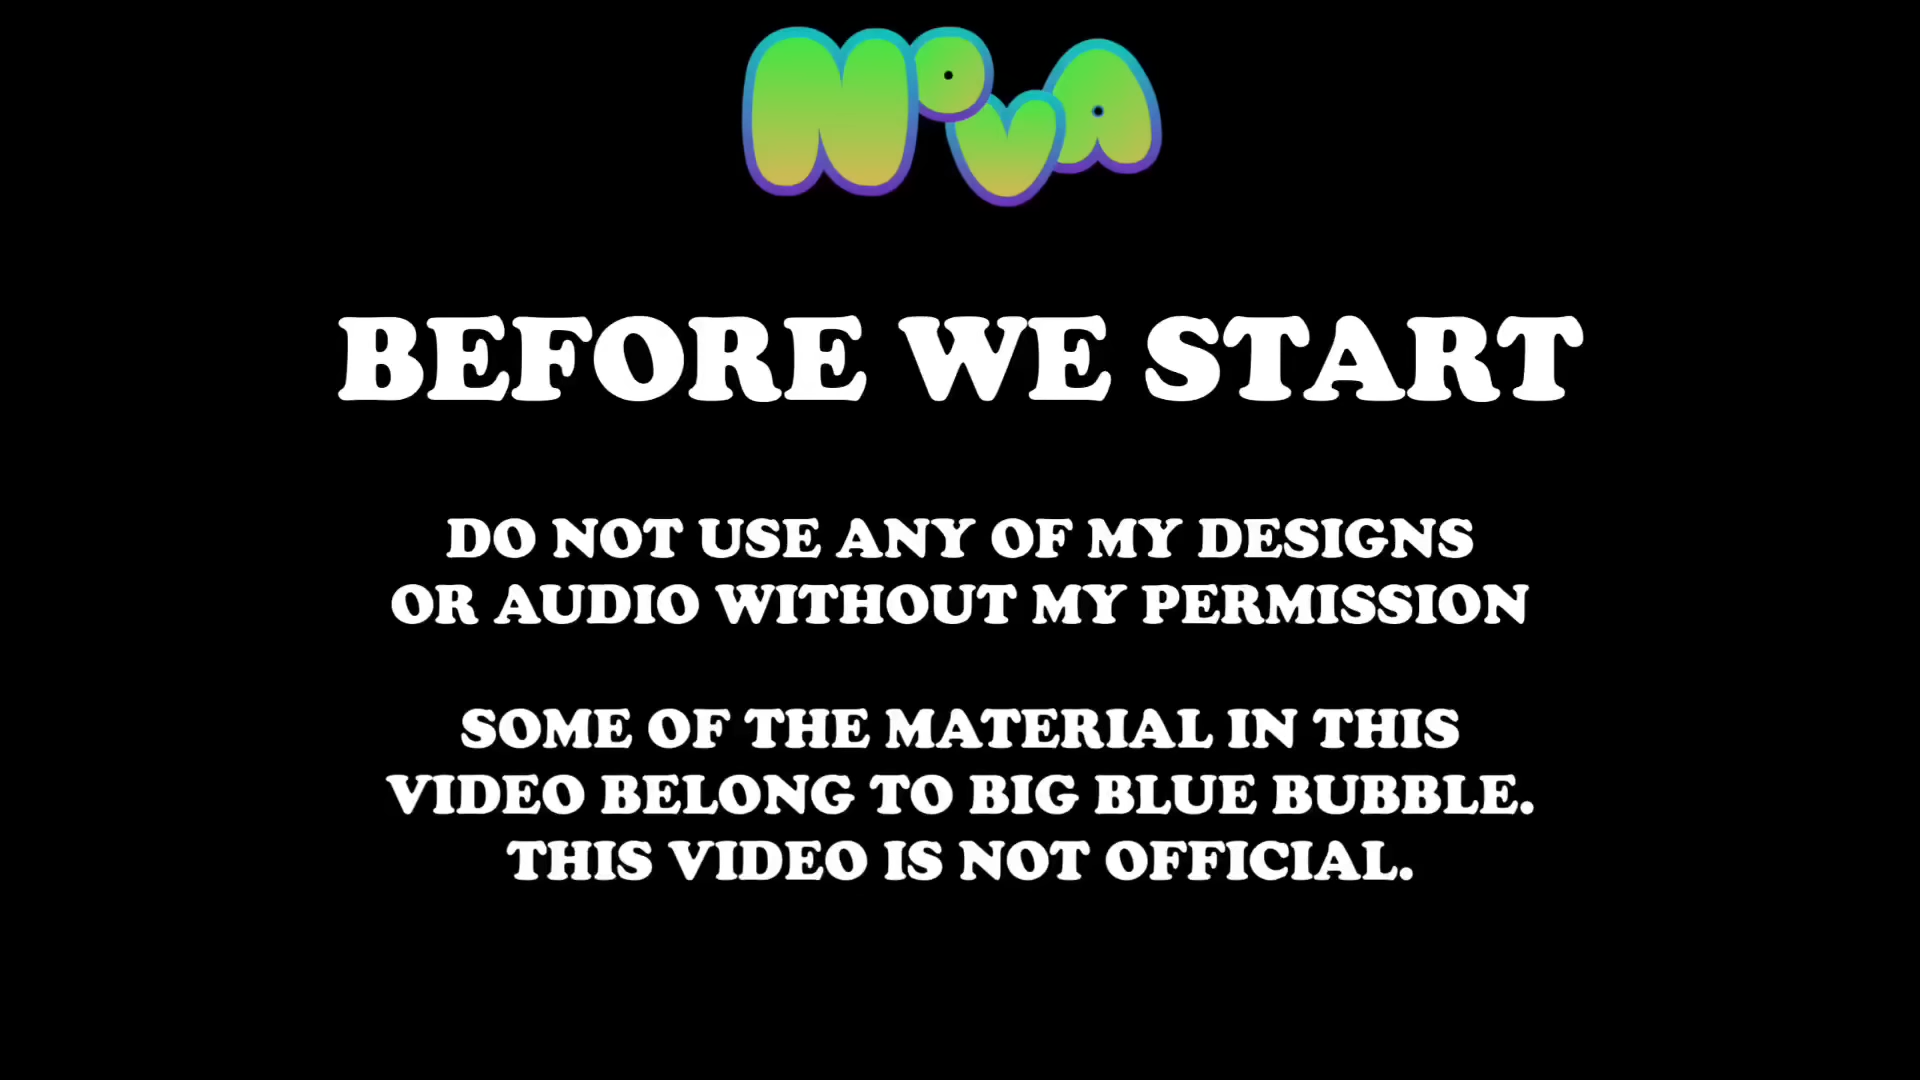 NOVA
BEFORE WE START
DO NOT USE ANY OF MY DESIGNS
OR AUDIO WITHOUT MY PERMISSION
SOME OF THE MATERIAL IN THIS
VIDEO BELONG TO BIG BLUE BUBBLE.
THIS VIDEO IS NOT OFFICIAL.